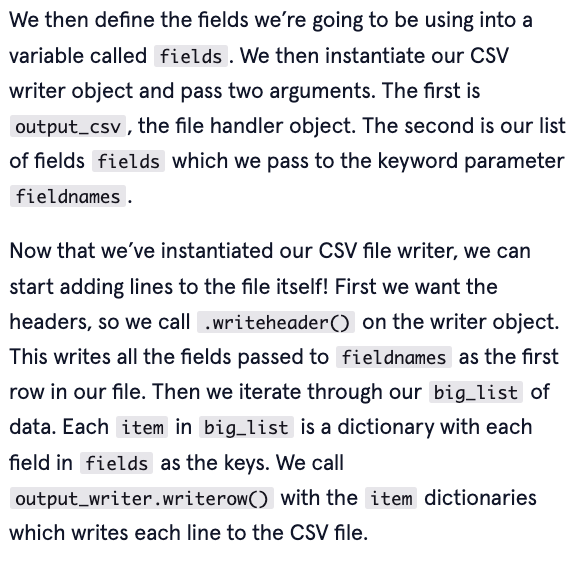 We then define the fields we’re going to be using into a
variable called fields. We then instantiate our CSV
writer object and pass two arguments. The first is
output_csv, the file handler object. The second is our list
of fields fields which we pass to the keyword parameter
fieldnames.
Now that we’ve instantiated our CSV file writer, we can
start adding lines to the file itself! First we want the
headers, so we call .writeheader() on the writer object.
This writes all the fields passed to fieldnames as the first
row in our file. Then we iterate through our big_list of
data. Each item in big_list is a dictionary with each
field in fields as the keys. We call
output_writer.writerow() with the item dictionaries
which writes each line to the CSV file.